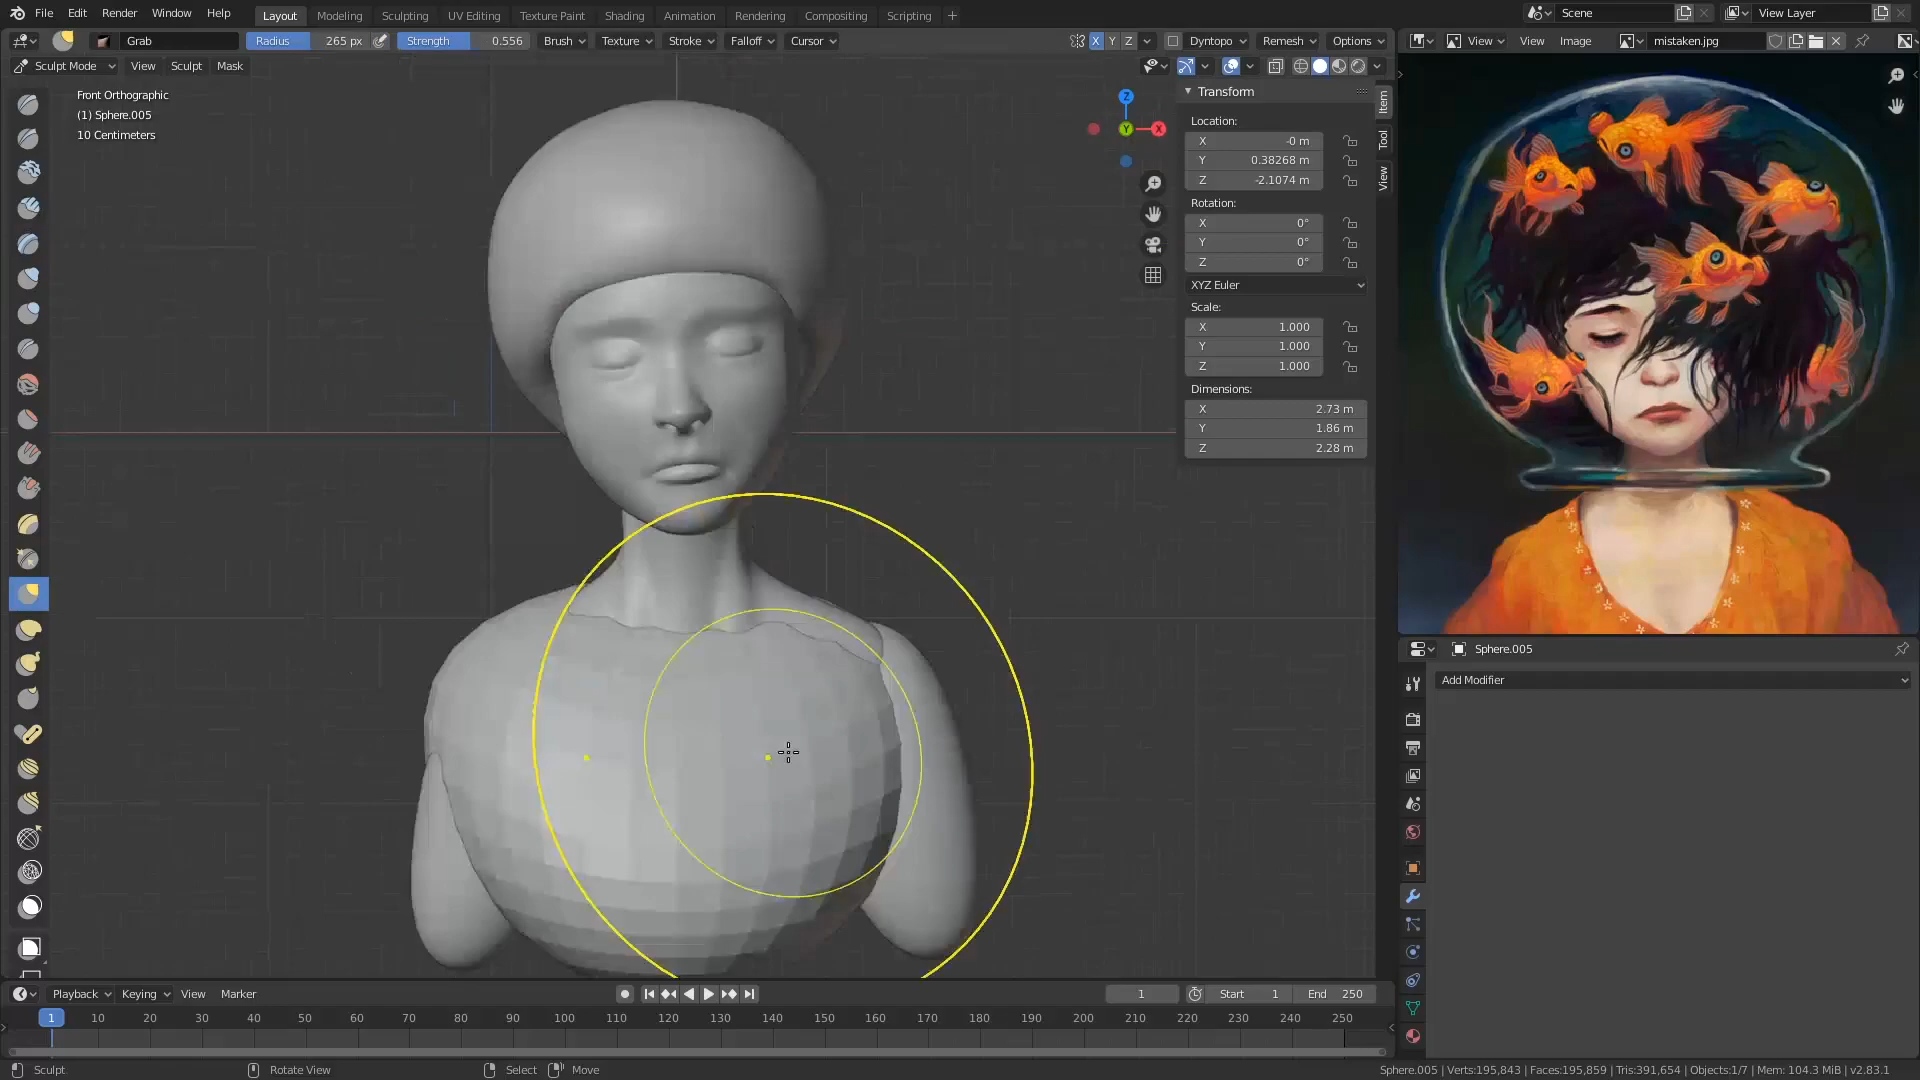 File Edit Render Window Help Layout Modeling Sculpting UV Editing Texture Paint Shading Animation Rendering Compositing Scripting + Scene View Layer
Grab Radius 265 px Strength 0.556 Brush Texture Stroke Falloff Cursor X Y Z Dyntopo Remesh Options View View Image mistaken.jpg
Sculpt Mode View Sculpt Mask
Front Orthographic
(1) Sphere.005
10 Centimeters
Z
Y
X
Transform
Location:
X -0 m
Y 0.38268 m
Z -2.1074 m
Rotation:
X 0°
Y 0°
Z 0°
XYZ Euler
Scale:
X 1.000
Y 1.000
Z 1.000
Dimensions:
X 2.73 m
Y 1.86 m
Z 2.28 m
Item
Tool
View
Sphere.005
Add Modifier
Playback Keying View Marker 1 Start 1 End 250
1 10 20 30 40 50 60 70 80 90 100 110 120 130 140 150 160 170 180 190 200 210 220 230 240 250
Sculpt Rotate View Select Move Sphere.005 | Verts:195,843 | Faces:195,859 | Tris:391,654 | Objects:1/7 | Mem: 104.3 MiB | v2.83.1